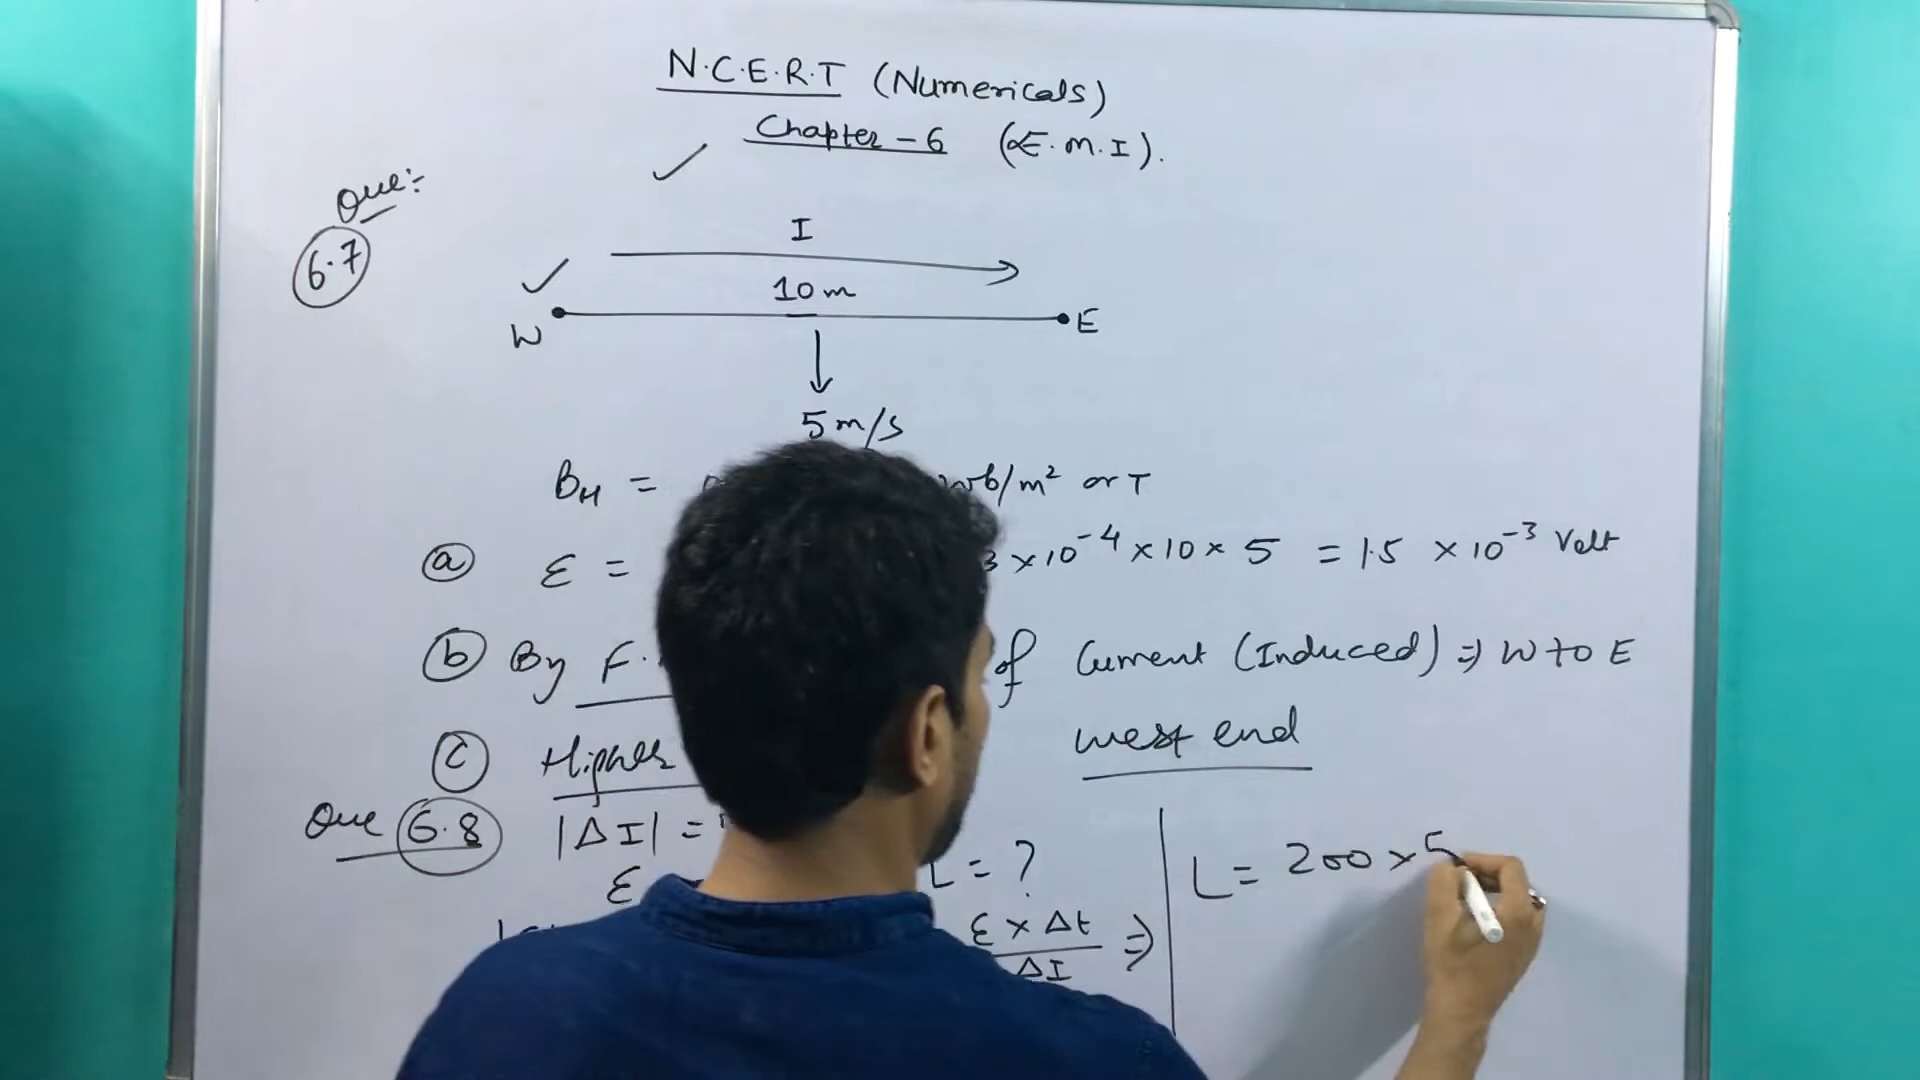 N.C.E.R.T (Numericals)
Chapter - 6 (E.M.I).
Que:-
6.7
I
10 m
W E
5 m/s
BH = wb/m² or T
(a) ε = 3 × 10⁻⁴ × 10 × 5 = 1.5 × 10⁻³ Volt
(b) By F. of Current (Induced) ⇒ W to E
(c) Higher west end
Que 6.8 |ΔI| =
ε L = ?
ε × Δt / ΔI ⇒
L = 200 × 5